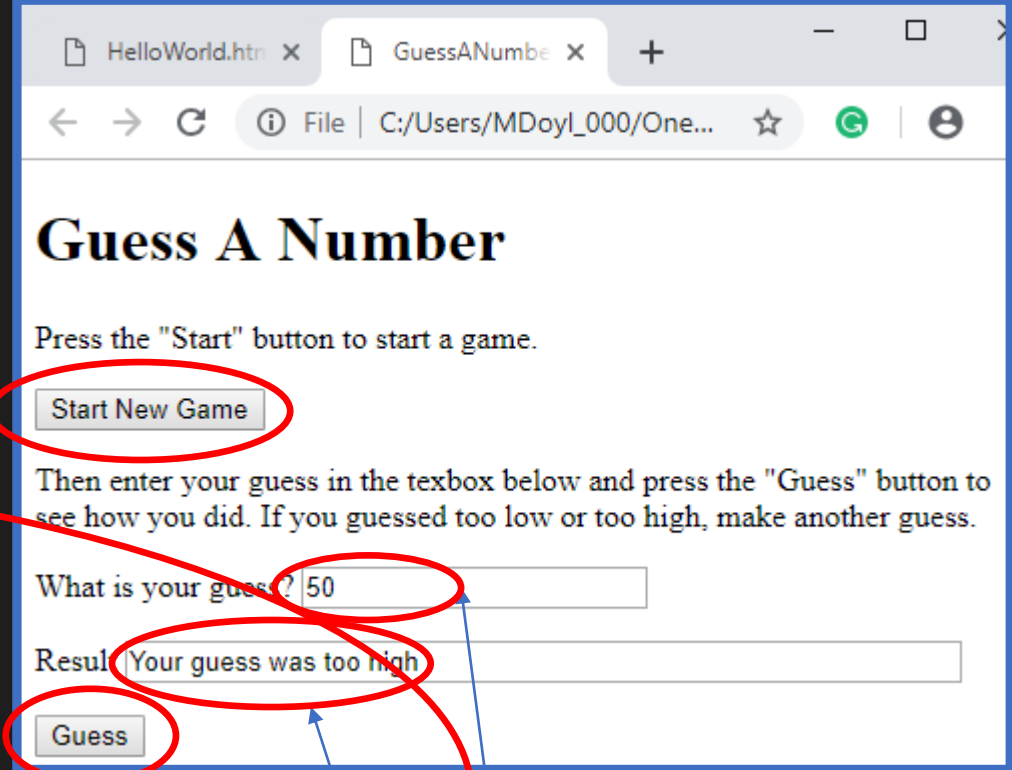 HelloWorld.htm
GuessANumbe
File C:/Users/MDoyl_000/One...
G
Guess A Number
Press the "Start" button to start a game.
Start New Game
Then enter your guess in the texbox below and press the "Guess" button to
see how you did. If you guessed too low or too high, make another guess.
What is your guess? 50
Result Your guess was too high
Guess